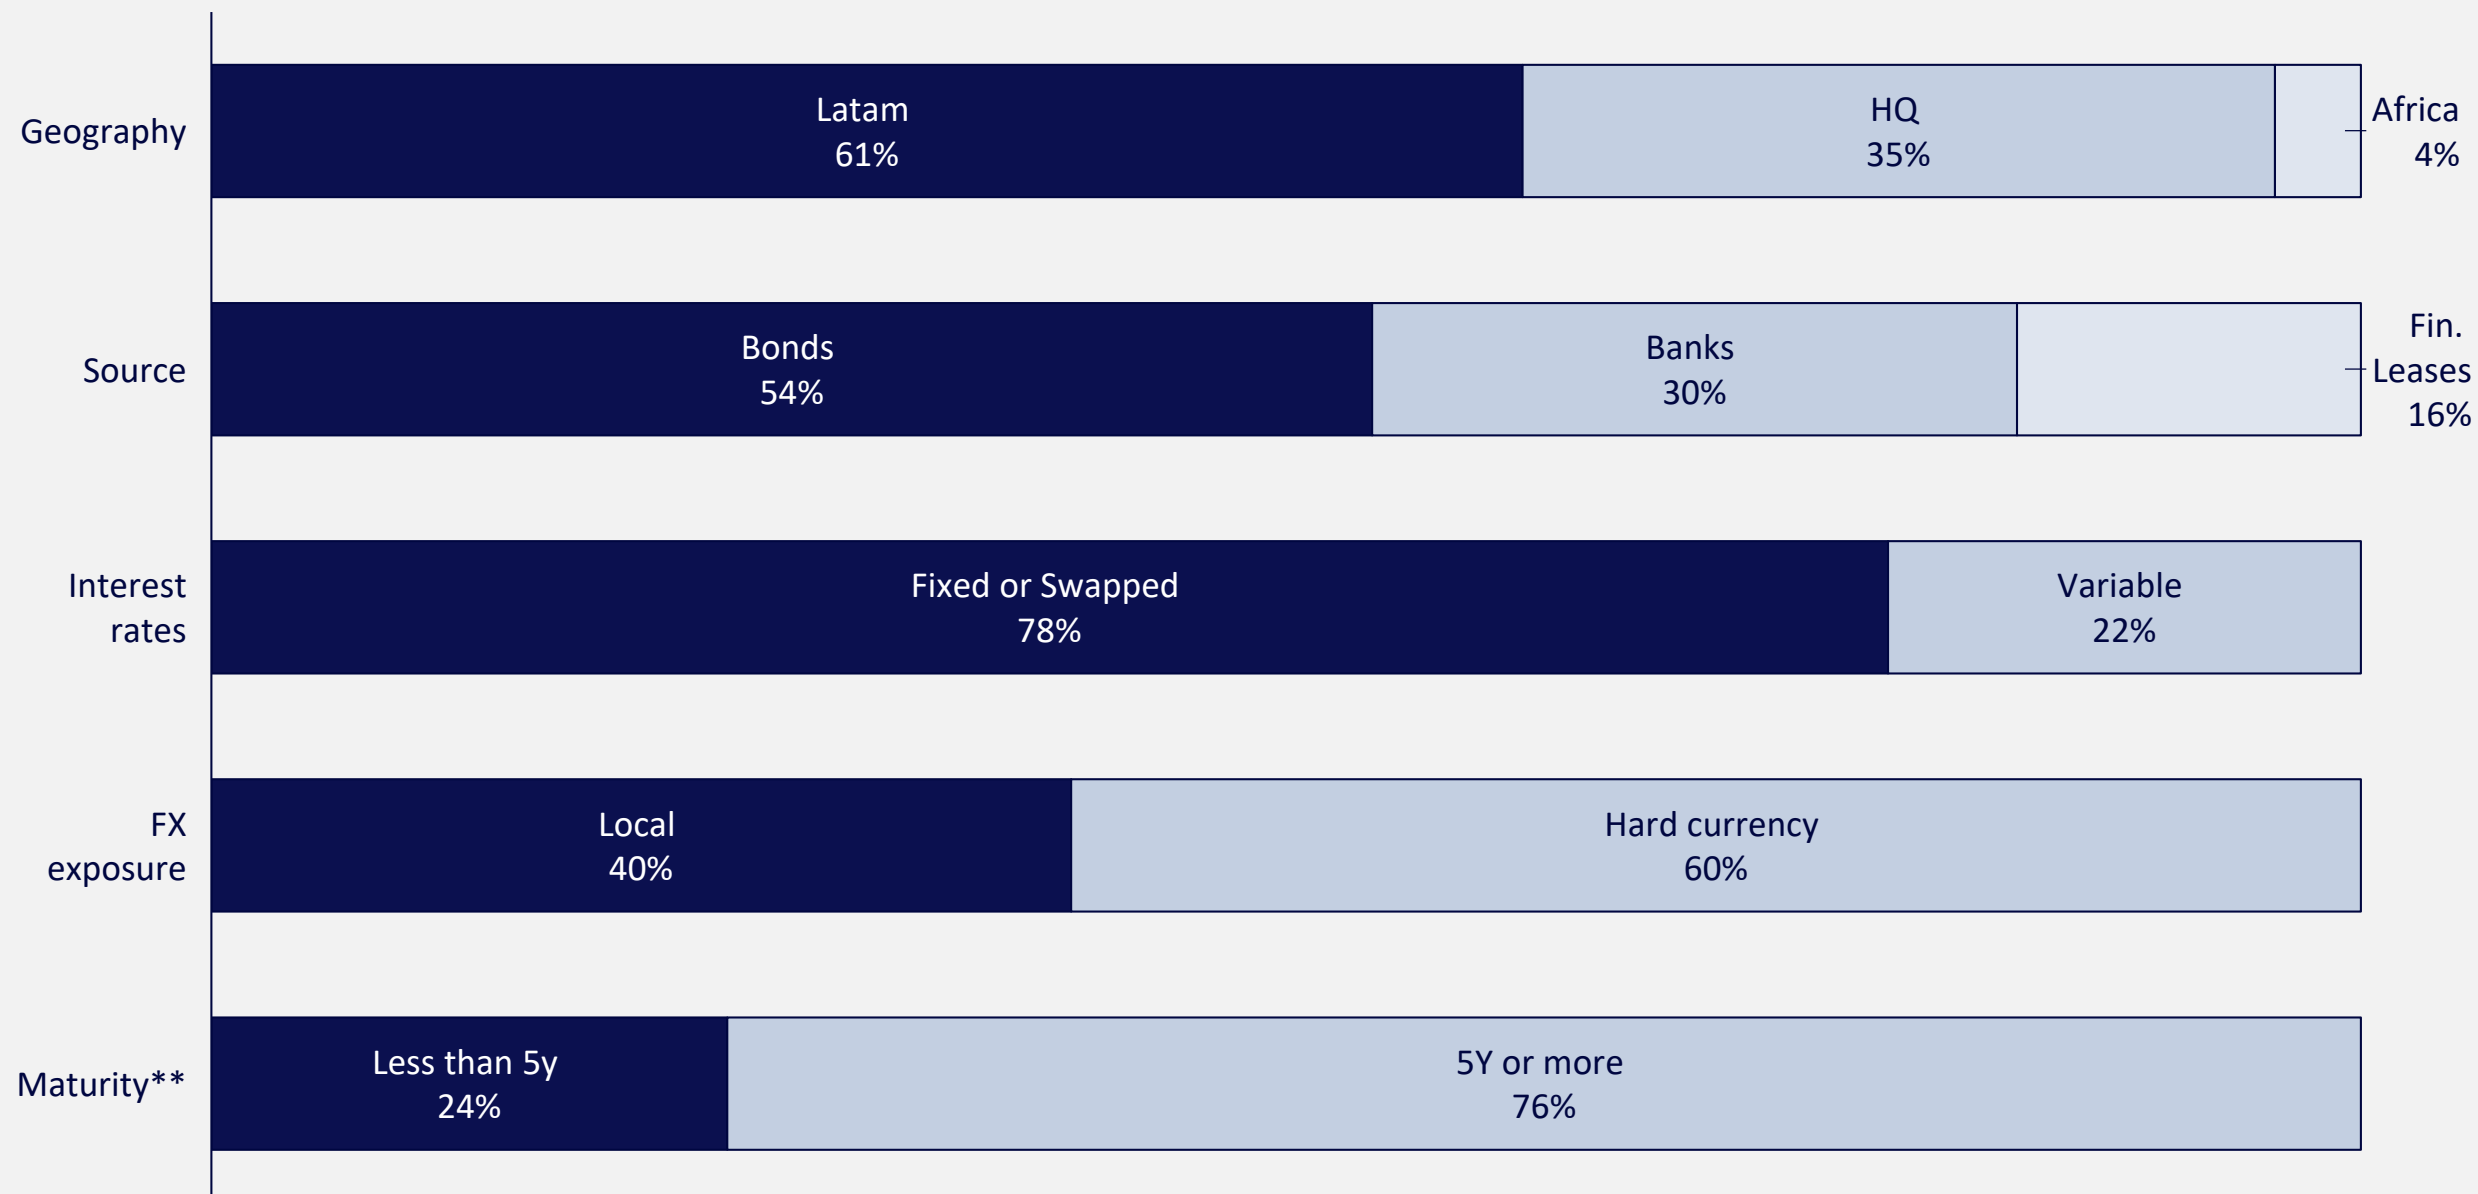 Geography
Latam
61%
HQ
35%
Africa
4%
Source
Bonds
54%
Banks
30%
Fin.
Leases
16%
Interest
rates
Fixed or Swapped
78%
Variable
22%
FX
exposure
Local
40%
Hard currency
60%
Maturity**
Less than 5y
24%
5Y or more
76%